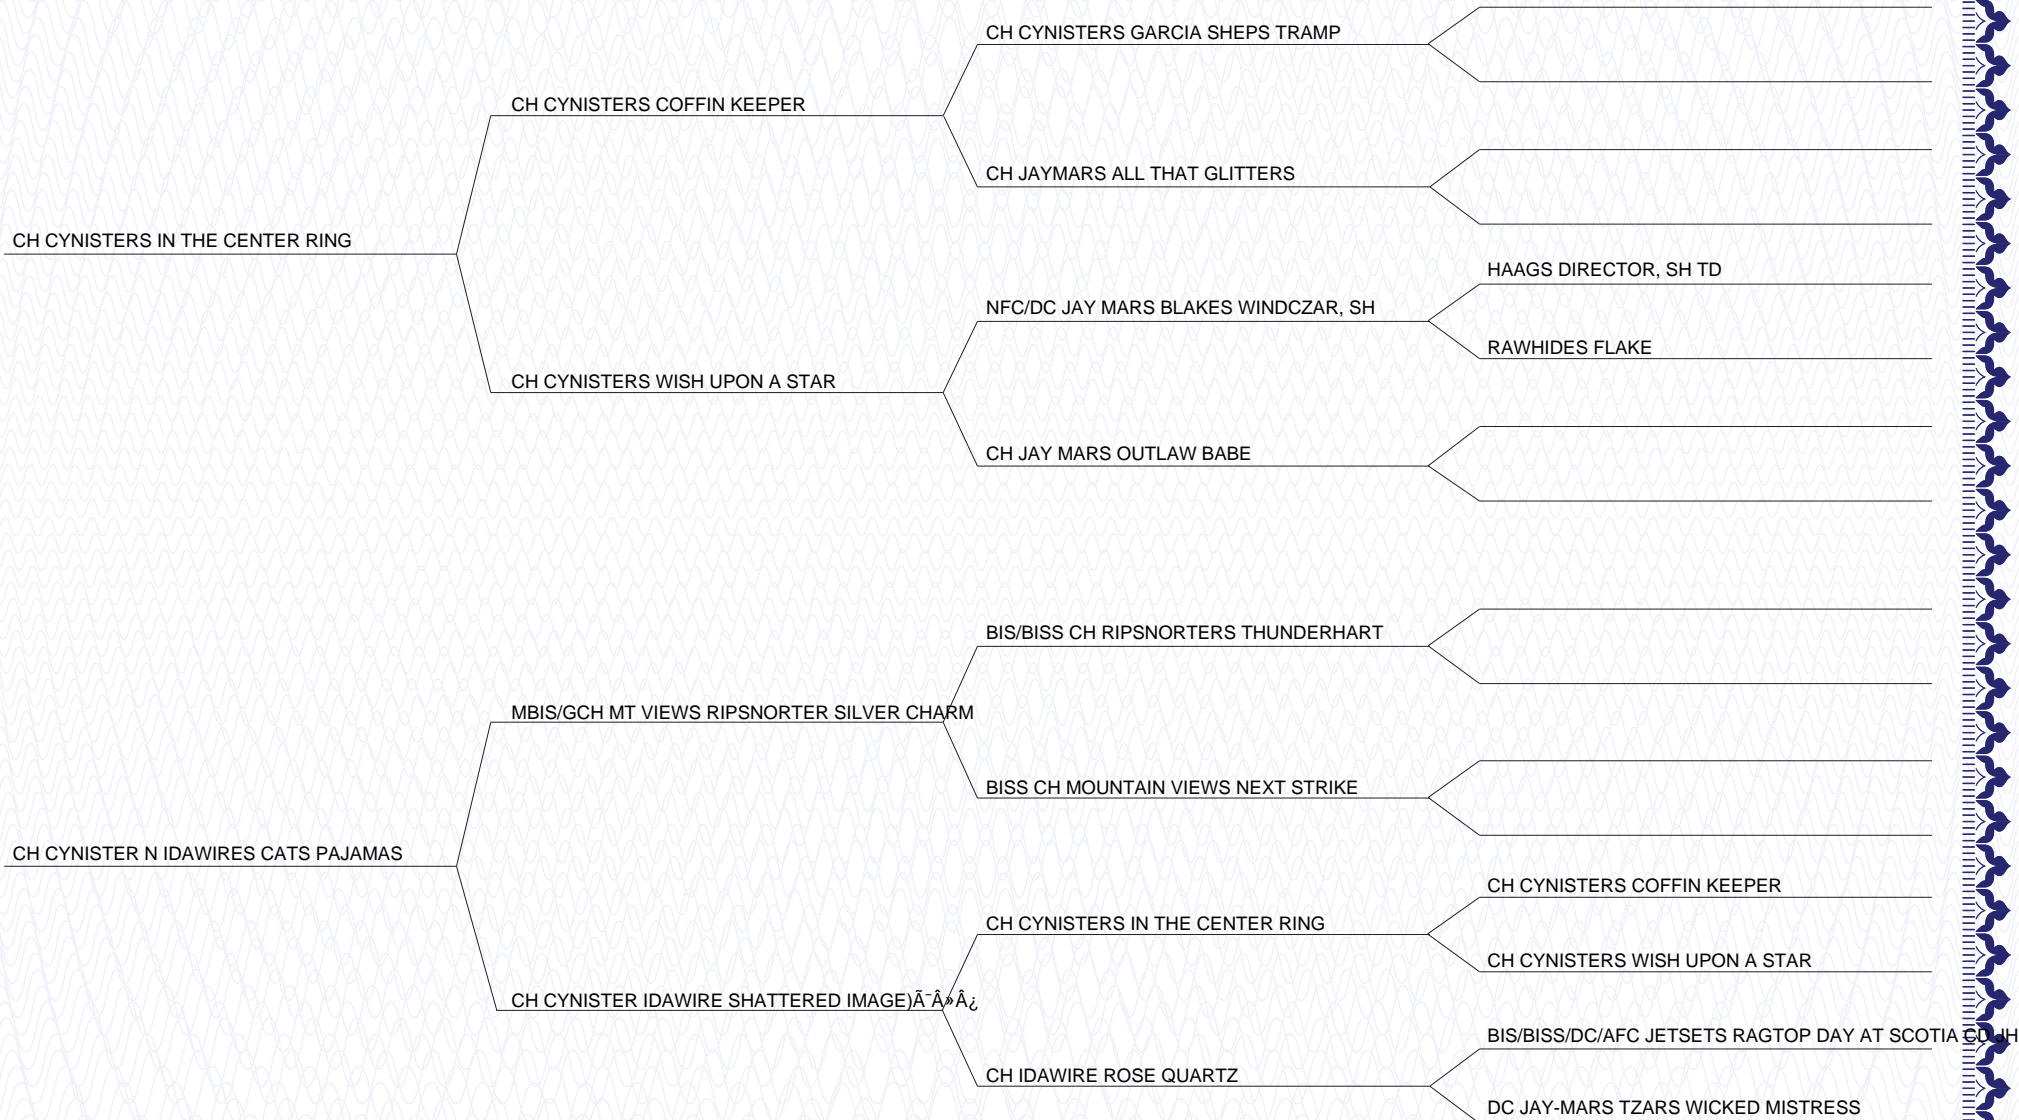 CH CYNISTERS GARCIA SHEPS TRAMP
CH CYNISTERS COFFIN KEEPER
CH JAYMARS ALL THAT GLITTERS
CH CYNISTERS IN THE CENTER RING
HAAGS DIRECTOR, SH TD
NFC/DC JAY MARS BLAKES WINDCZAR, SH
RAWHIDES FLAKE
CH CYNISTERS WISH UPON A STAR
CH JAY MARS OUTLAW BABE
BIS/BISS CH RIPSNORTERS THUNDERHART
MBIS/GCH MT VIEWS RIPSNORTER SILVER CHARM
BISS CH MOUNTAIN VIEWS NEXT STRIKE
CH CYNISTER N IDAWIRES CATS PAJAMAS
CH CYNISTERS COFFIN KEEPER
CH CYNISTERS IN THE CENTER RING
CH CYNISTERS WISH UPON A STAR
CH CYNISTER IDAWIRE SHATTERED IMAGE)Ã¯Â»Â¿
BIS/BISS/DC/AFC JETSETS RAGTOP DAY AT SCOTIA CD JH
CH IDAWIRE ROSE QUARTZ
DC JAY-MARS TZARS WICKED MISTRESS